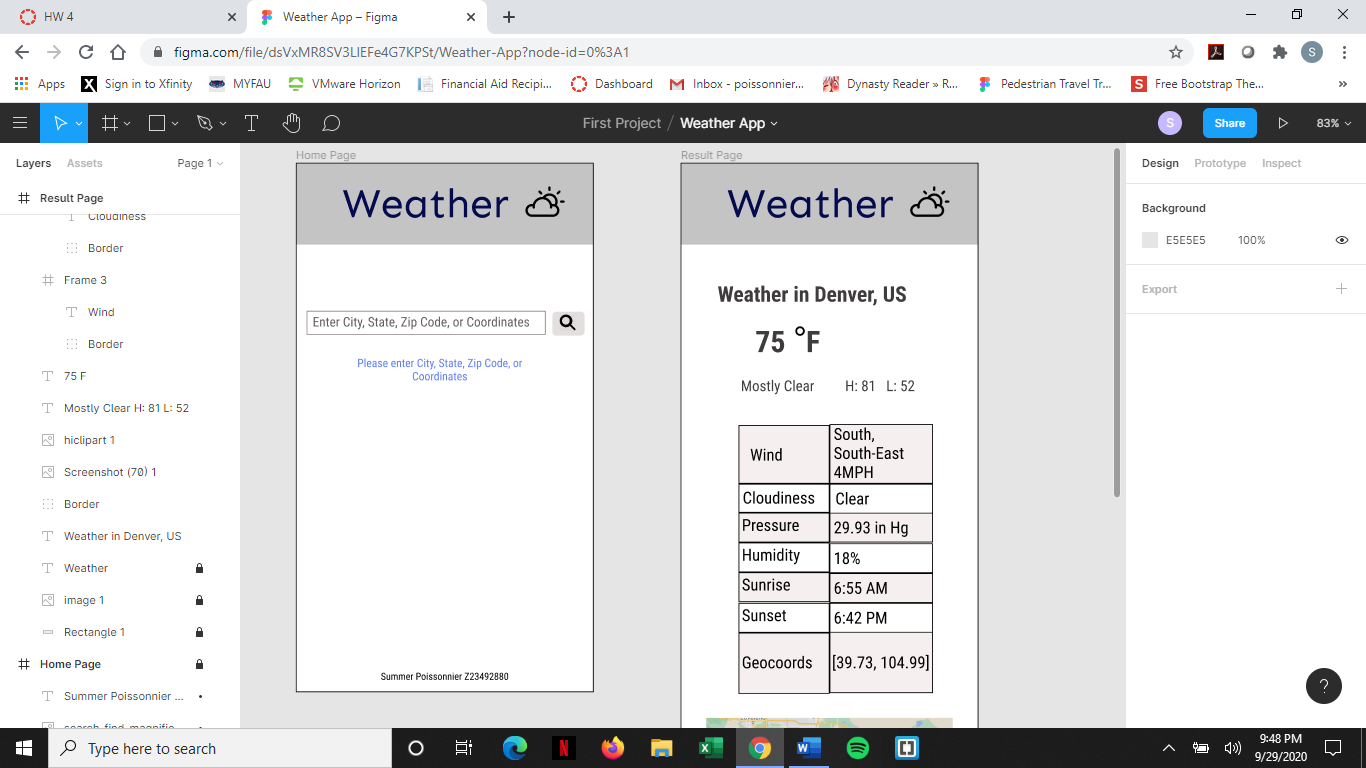 HW 4
Weather App – Figma
figma.com/file/dsVxMR8SV3LlEFe4G7KPSt/Weather-App?node-id=0%3A1
S
Apps
X
Sign in to Xfinity
MYFAU
VMware Horizon
Financial Aid Recipi...
Dashboard
Inbox - poissonnier...
Dynasty Reader » R...
Pedestrian Travel Tr...
S
Free Bootstrap The...
»
First Project / Weather App
S
Share
83%
Layers
Assets
Page 1
Result Page
Cloudiness
Border
Frame 3
Wind
Border
75 F
Mostly Clear H: 81 L: 52
hiclipart 1
Screenshot (70) 1
Border
Weather in Denver, US
Weather
image 1
Rectangle 1
Home Page
Summer Poissonnier ...
search_find_magnific...
Home Page
Weather
Enter City, State, Zip Code, or Coordinates
Please enter City, State, Zip Code, or
Coordinates
Summer Poissonnier Z23492880
Result Page
Weather
Weather in Denver, US
75 °F
Mostly Clear H: 81 L: 52
Wind
South,
South-East
4MPH
Cloudiness
Clear
Pressure
29.93 in Hg
Humidity
18%
Sunrise
6:55 AM
Sunset
6:42 PM
Geocoords
[39.73, 104.99]
Design
Prototype
Inspect
Background
E5E5E5
100%
Export
?
Type here to search
N
9:48 PM
9/29/2020